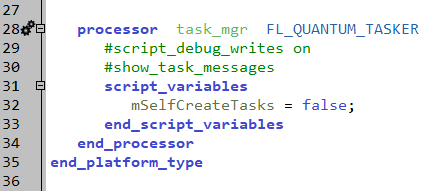 27
28 processor task_mgr FL_QUANTUM_TASKER
29 #script_debug_writes on
30 #show_task_messages
31 script_variables
32 mSelfCreateTasks = false;
33 end_script_variables
34 end_processor
35 end_platform_type
36